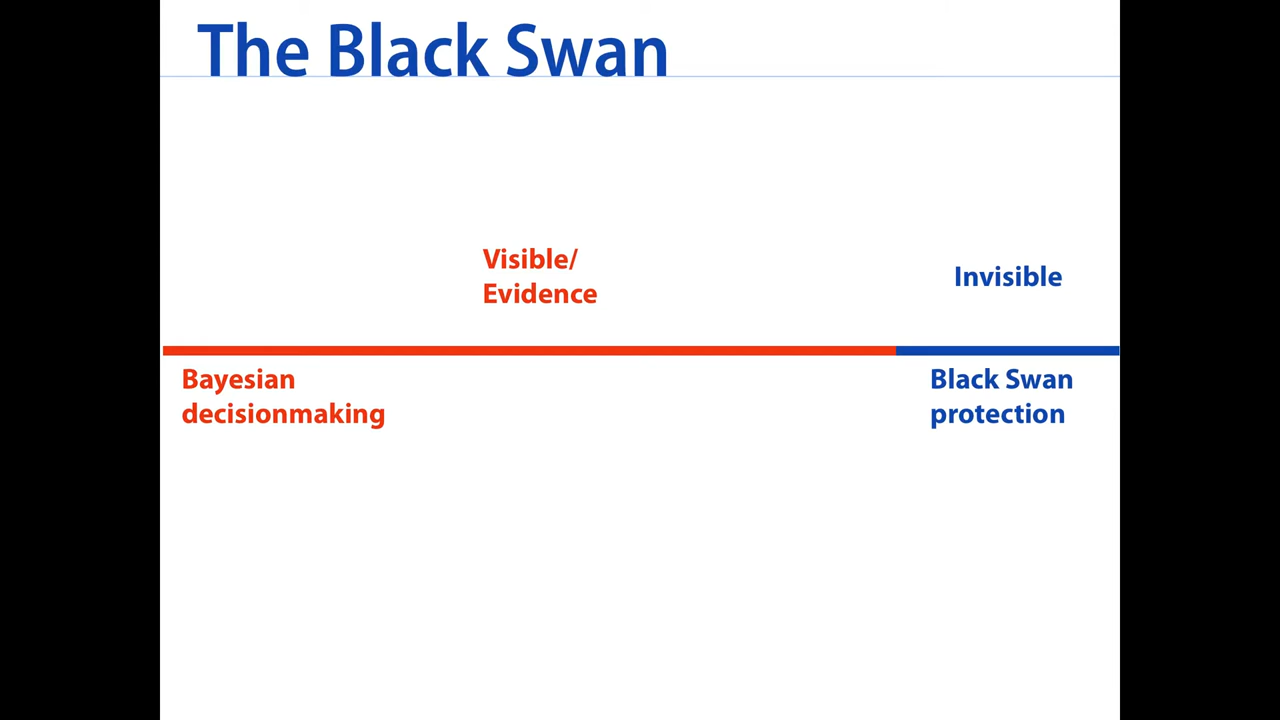 The Black Swan
Visible/
Evidence
Invisible
Bayesian
decisionmaking
Black Swan
protection